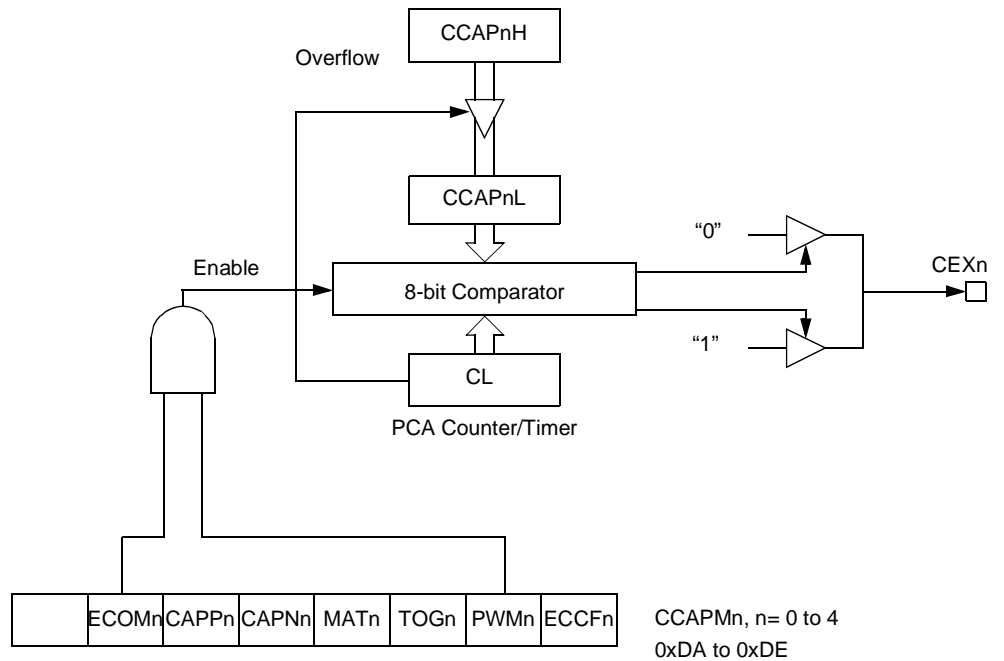 CCAPnH
Overflow
CCAPnL
“0”
Enable
CEXn
8-bit Comparator
“1”
CL
PCA Counter/Timer
ECOMn CAPPn CAPNn MATn TOGn PWMn ECCFn
CCAPMn, n= 0 to 4
0xDA to 0xDE